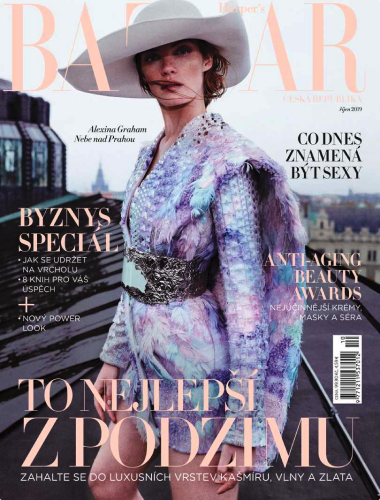 Harper's
BAZAAR
ČESKÁ REPUBLIKA
říjen 2019
Alexina Graham
Nebe nad Prahou
CO DNES
ZNAMENÁ
BÝT SEXY
BYZNYS
SPECIÁL
• JAK SE UDRŽET
NA VRCHOLU
• 8 KNIH PRO VÁŠ
ÚSPĚCH
+
• NOVÝ POWER
LOOK
ANTI-AGING
BEAUTY
AWARDS
NEJÚČINNĚJŠÍ KRÉMY,
MASKY A SÉRA
TO NEJLEPŠÍ
Z PODZIMU
ZAHALTE SE DO LUXUSNÍCH VRSTEV, KAŠMÍRU, VLNY A ZLATA
10